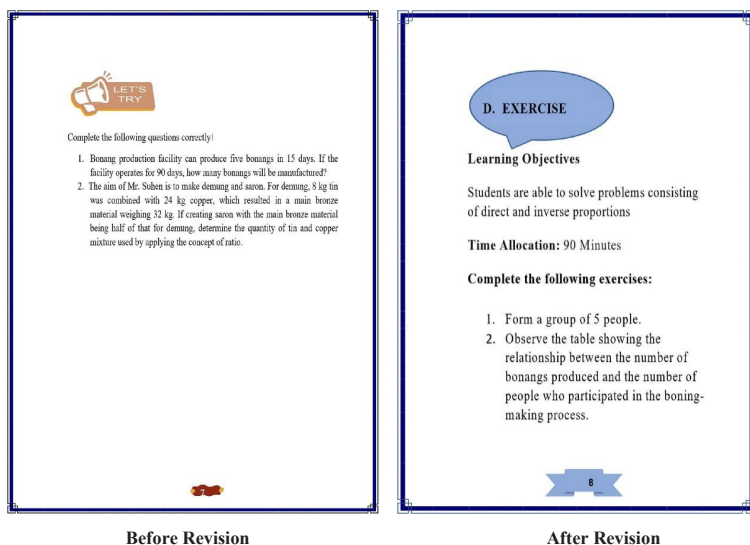 LET'S
TRY
Complete the following questions correctly!
1. Bonang production facility can produce five bonangs in 15 days. If the
facility operates for 90 days, how many bonangs will be manufactured?
2. The aim of Mr. Suhen is to make demung and saron. For demung, 8 kg tin
was combined with 24 kg copper, which resulted in a main bronze
material weighing 32 kg. If creating saron with the main bronze material
being half of that for demung, determine the quantity of tin and copper
mixture used by applying the concept of ratio.
7
Before Revision
D. EXERCISE
Learning Objectives
Students are able to solve problems consisting
of direct and inverse proportions
Time Allocation: 90 Minutes
Complete the following exercises:
1. Form a group of 5 people.
2. Observe the table showing the
relationship between the number of
bonangs produced and the number of
people who participated in the boning-
making process.
8
After Revision